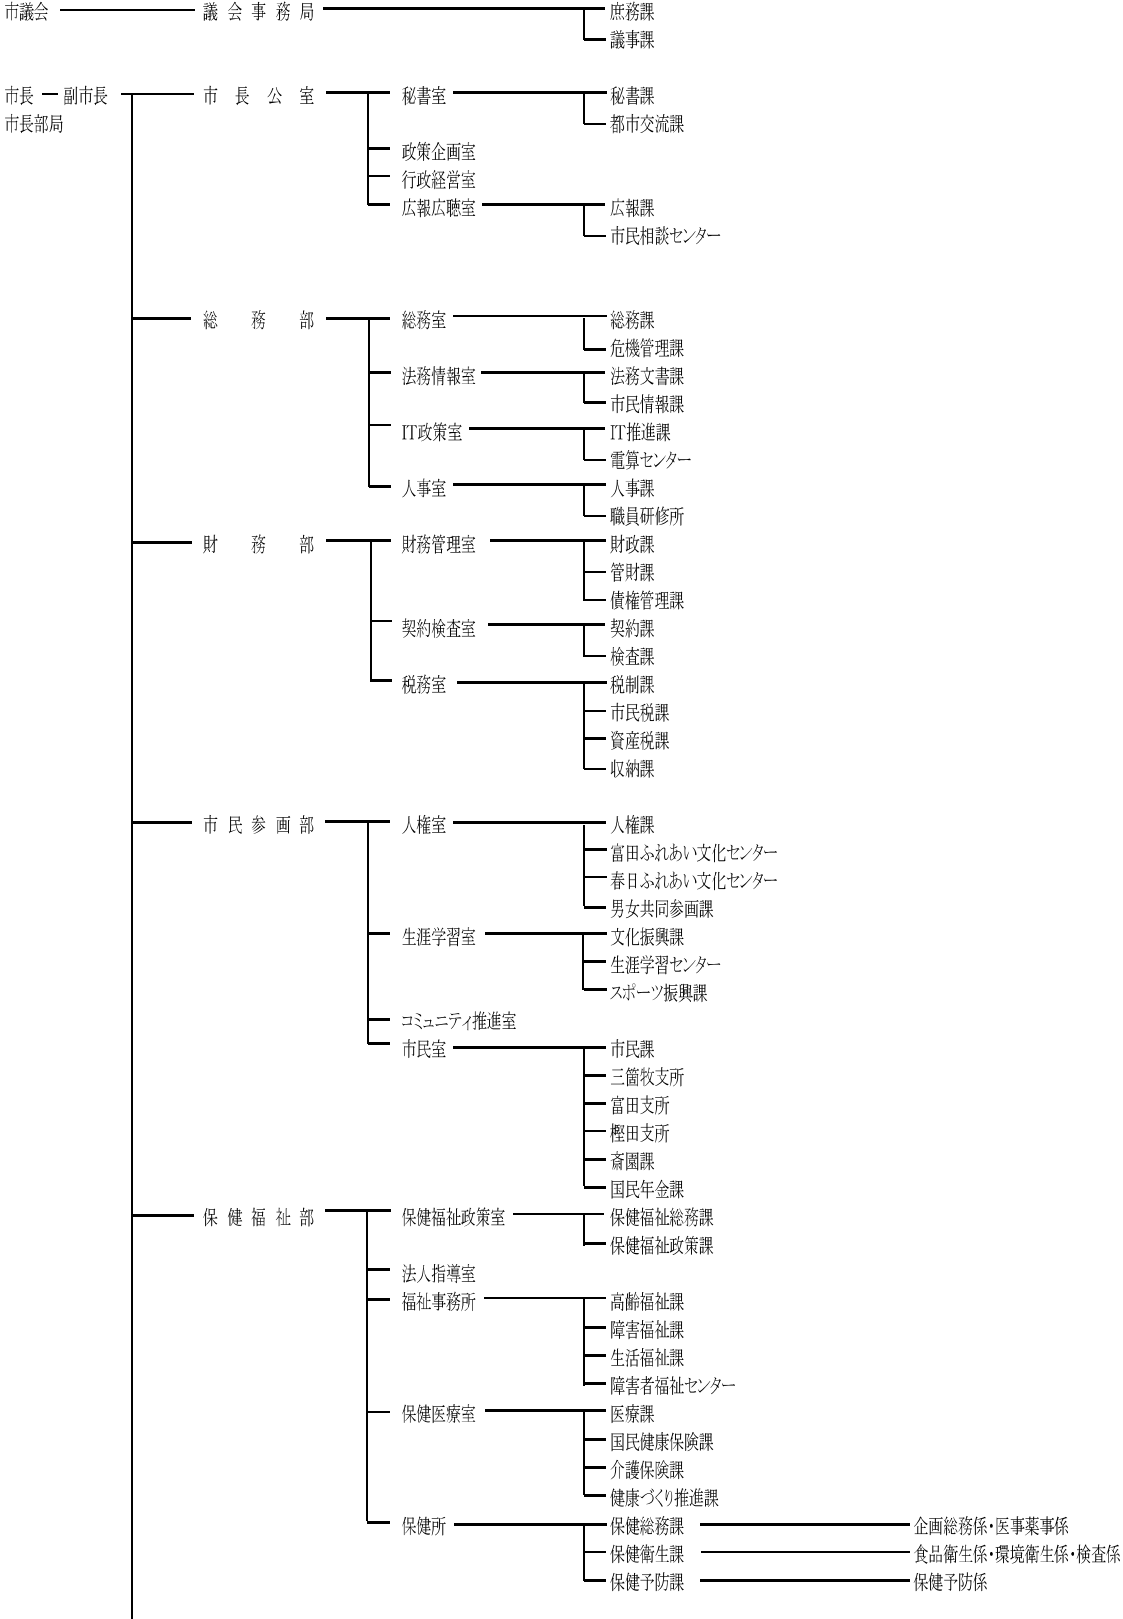 市議会 議会事務局 庶務課
議事課
市長 副市長 市長公室 秘書室 秘書課
市長部局 都市交流課
政策企画室
行政経営室
広報広聴室 広報課
市民相談センター
総務部 総務室 総務課
危機管理課
法務情報室 法務文書課
市民情報課
IT政策室 IT推進課
電算センター
人事室 人事課
職員研修所
財務部 財務管理室 財政課
管財課
債権管理課
契約検査室 契約課
検査課
税務室 税制課
市民税課
資産税課
収納課
市民参画部 人権室 人権課
富田ふれあい文化センター
春日ふれあい文化センター
男女共同参画課
生涯学習室 文化振興課
生涯学習センター
スポーツ振興課
コミュニティ推進室
市民室 市民課
三箇牧支所
富田支所
樫田支所
斎園課
国民年金課
保健福祉部 保健福祉政策室 保健福祉総務課
保健福祉政策課
法人指導室
福祉事務所 高齢福祉課
障害福祉課
生活福祉課
障害者福祉センター
保健医療室 医療課
国民健康保険課
介護保険課
健康づくり推進課
保健所 保健総務課 企画総務係・医事薬事係
保健衛生課 食品衛生係・環境衛生係・検査係
保健予防課 保健予防係